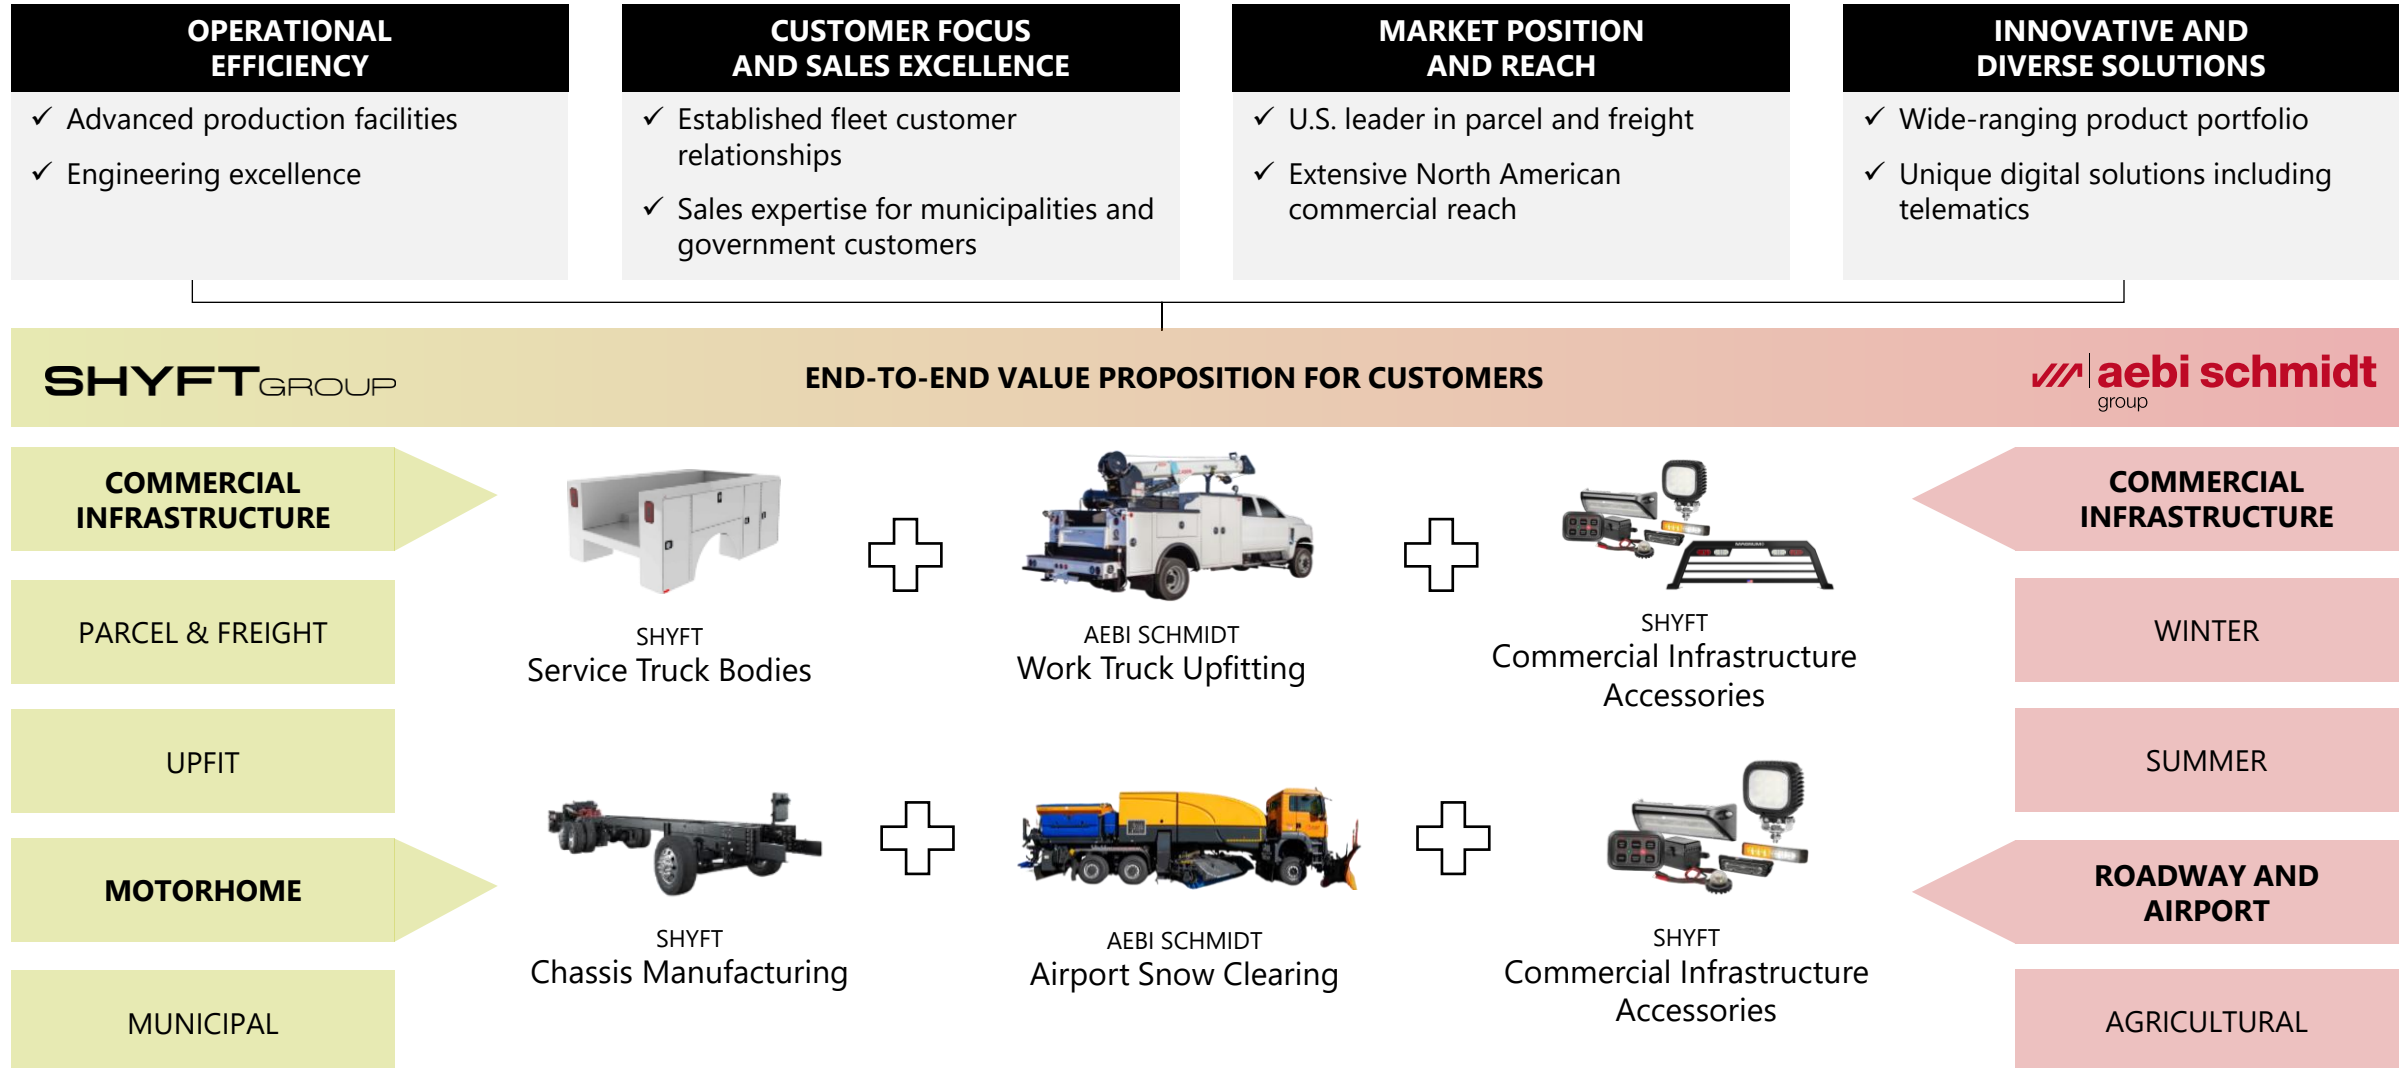 OPERATIONAL
EFFICIENCY
✓ Advanced production facilities
✓ Engineering excellence
CUSTOMER FOCUS
AND SALES EXCELLENCE
✓ Established fleet customer
relationships
✓ Sales expertise for municipalities and
government customers
MARKET POSITION
AND REACH
✓ U.S. leader in parcel and freight
✓ Extensive North American
commercial reach
INNOVATIVE AND
DIVERSE SOLUTIONS
✓ Wide-ranging product portfolio
✓ Unique digital solutions including
telematics
SHYFT GROUP
END-TO-END VALUE PROPOSITION FOR CUSTOMERS
aebi schmidt
group
COMMERCIAL
INFRASTRUCTURE
PARCEL & FREIGHT
UPFIT
MOTORHOME
MUNICIPAL
SHYFT
Service Truck Bodies
AEBI SCHMIDT
Work Truck Upfitting
SHYFT
Commercial Infrastructure
Accessories
SHYFT
Chassis Manufacturing
AEBI SCHMIDT
Airport Snow Clearing
SHYFT
Commercial Infrastructure
Accessories
COMMERCIAL
INFRASTRUCTURE
WINTER
SUMMER
ROADWAY AND
AIRPORT
AGRICULTURAL